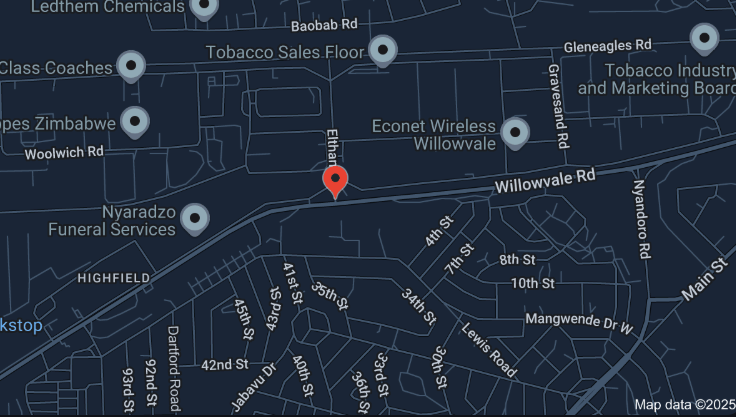 Ledthem Chemicals
Baobab Rd
Gleneagles Rd
Tobacco Sales Floor
Class Coaches
Tobacco Industry
and Marketing Board
Gravesand Rd
opes Zimbabwe
Econet Wireless
Willowvale
Elthan
Woolwich Rd
Willowvale Rd
Nyandoro Rd
Nyaradzo
Funeral Services
4th St
7th St
8th St
HIGHFIELD
41st St
35th St
10th St
Main St
43rd St
45th St
34th St
kstop
Mangwende Dr W
Lewis Road
Dartford Road
42nd St
92nd St
93rd St
Jabavu Dr
40th St
33rd St
30th St
36th St
Map data ©2025